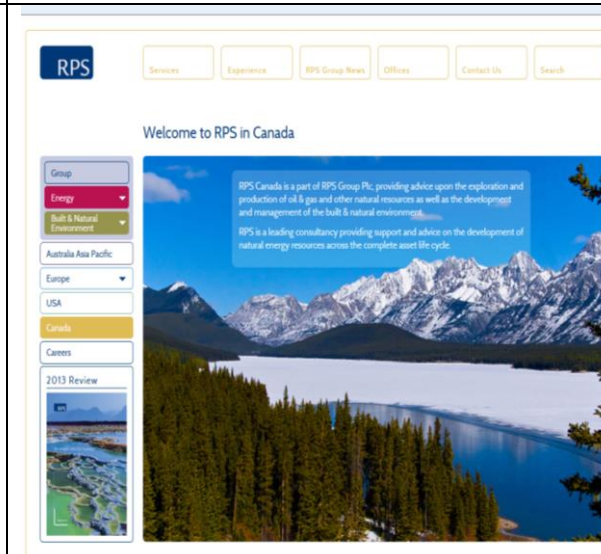 RPS
Services
Experience
RPS Group News
Offices
Contact Us
Search
Welcome to RPS in Canada
Group
Energy
Built & Natural
Environment
Australia Asia Pacific
Europe
USA
Canada
Careers
2013 Review
RPS
RPS Canada is a part of RPS Group Plc, providing advice upon the exploration and
production of oil & gas and other natural resources as well as the development
and management of the built & natural environment.
RPS is a leading consultancy providing support and advice on the development of
natural energy resources across the complete asset life cycle.